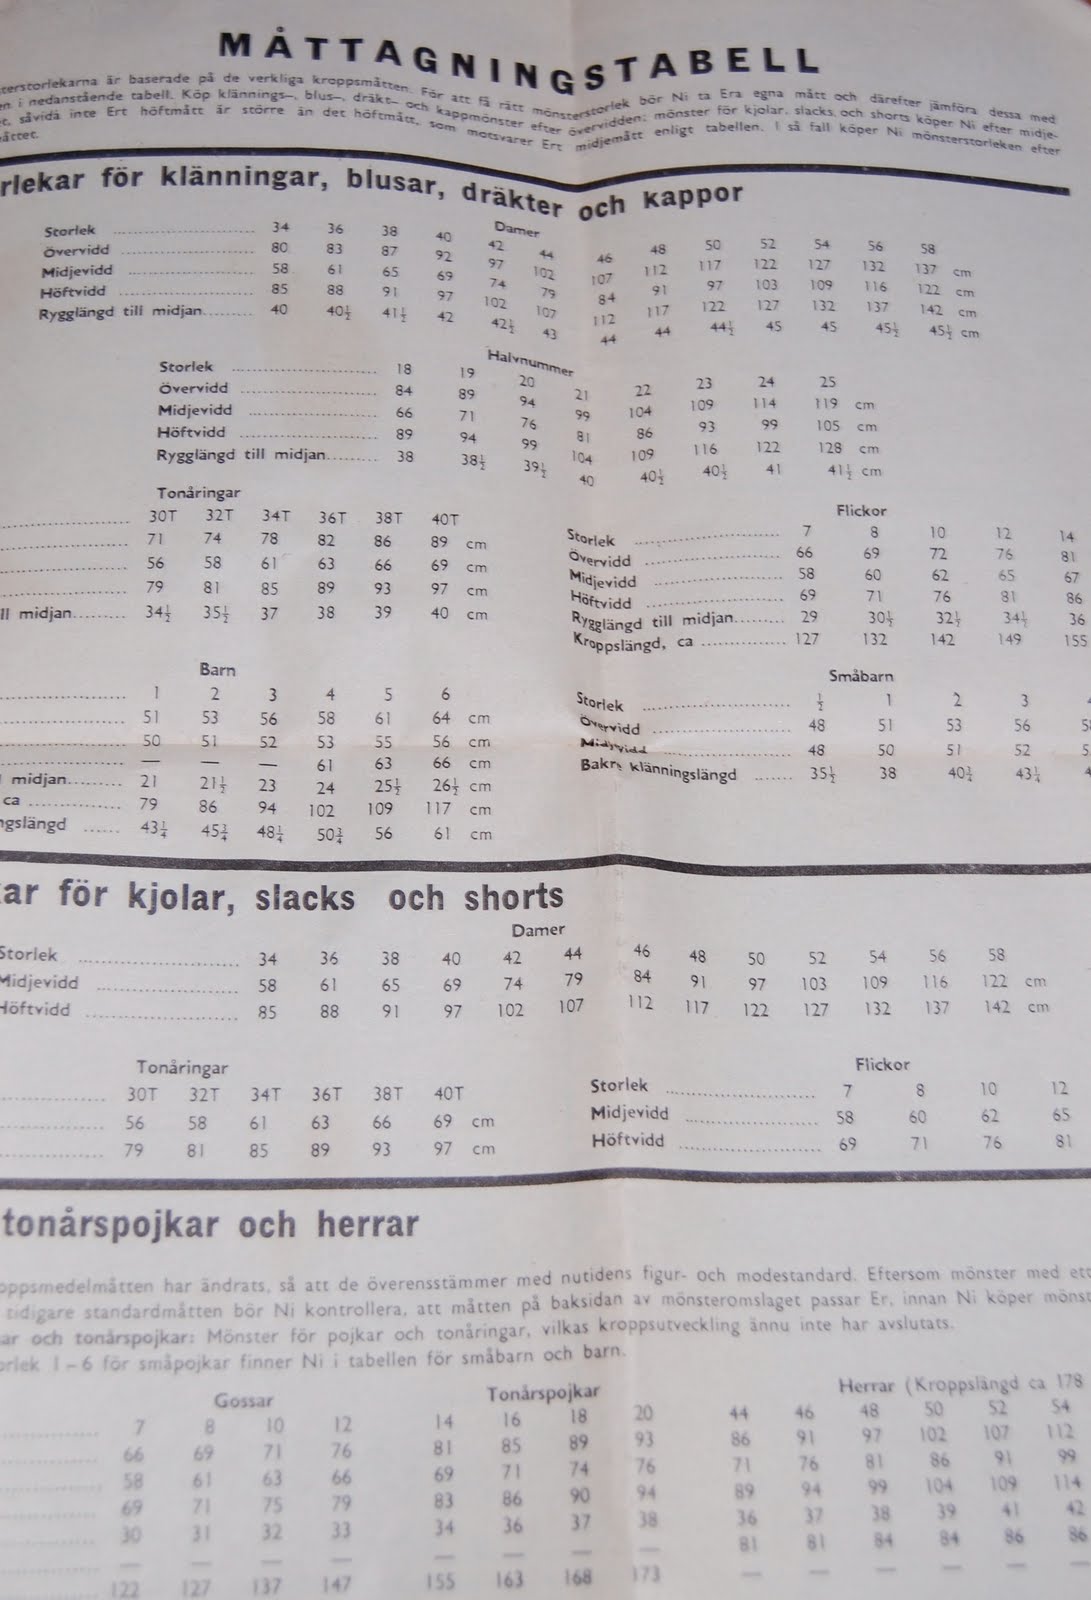 MÅTTAGNINGSTABELL
terstorlekarna är baserade på de verkliga kroppsmåtten. För att få rätt mönsterstorlek bör Ni ta Era egna mått och därefter jämföra dessa med
en i nedanstående tabell. Köp klännings-, blus-, dräkt- och kappmönster efter övervidden; mönster för kjolar, slacks, och shorts köper Ni efter midje-
et, såvida inte Ert höftmått är större än det höftmått, som motsvarer Ert midjemått enligt tabellen. I så fall köper Ni mönsterstorleken efter
åttet.
rlekar för klänningar, blusar, dräkter och kappor
Damer
Storlek 34 36 38 40 42 44 46 48 50 52 54 56 58
Övervidd 80 83 87 92 97 102 107 112 117 122 127 132 137 cm
Midjevidd 58 61 65 69 74 79 84 91 97 103 109 116 122 cm
Höftvidd 85 88 91 97 102 107 112 117 122 127 132 137 142 cm
Rygglängd till midjan 40 40½ 41½ 42 42½ 43 44 44 44½ 45 45 45½ 45½ cm
Halvnummer
Storlek 18 19 20 21 22 23 24 25
Övervidd 84 89 94 99 104 109 114 119 cm
Midjevidd 66 71 76 81 86 93 99 105 cm
Höftvidd 89 94 99 104 109 116 122 128 cm
Rygglängd till midjan 38 38½ 39½ 40 40½ 40½ 41 41½ cm
Tonåringar
30T 32T 34T 36T 38T 40T
71 74 78 82 86 89 cm
56 58 61 63 66 69 cm
79 81 85 89 93 97 cm
ll midjan 34½ 35½ 37 38 39 40 cm
Flickor
Storlek 7 8 10 12 14
Övervidd 66 69 72 76 81
Midjevidd 58 60 62 65 67
Höftvidd 69 71 76 81 86
Rygglängd till midjan 29 30½ 32½ 34½ 36
Kroppslängd, ca 127 132 142 149 155
Barn
1 2 3 4 5 6
51 53 56 58 61 64 cm
50 51 52 53 55 56 cm
— — — 61 63 66 cm
midjan 21 21½ 23 24 25½ 26½ cm
ca 79 86 94 102 109 117 cm
ngslängd 43¼ 45¾ 48¼ 50¾ 56 61 cm
Småbarn
Storlek ½ 1 2 3
Övervidd 48 51 53 56
Midjevidd 48 50 51 52
Bakre klänningslängd 35½ 38 40¾ 43¼
ar för kjolar, slacks och shorts
Damer
Storlek 34 36 38 40 42 44 46 48 50 52 54 56 58
Midjevidd 58 61 65 69 74 79 84 91 97 103 109 116 122 cm
Höftvidd 85 88 91 97 102 107 112 117 122 127 132 137 142 cm
Tonåringar
30T 32T 34T 36T 38T 40T
56 58 61 63 66 69 cm
79 81 85 89 93 97 cm
Flickor
Storlek 7 8 10 12
Midjevidd 58 60 62 65
Höftvidd 69 71 76 81
tonårspojkar och herrar
oppsmedelmåtten har ändrats, så att de överensstämmer med nutidens figur- och modestandard. Eftersom mönster med ett
tidigare standardmåtten bör Ni kontrollera, att måtten på baksidan av mönsteromslaget passar Er, innan Ni köper mönst
ar och tonårspojkar: Mönster för pojkar och tonåringar, vilkas kroppsutveckling ännu inte har avslutats.
orlek 1–6 för småpojkar finner Ni i tabellen för småbarn och barn.
Gossar Tonårspojkar Herrar (Kroppslängd ca 178
7 8 10 12 14 16 18 20 44 46 48 50 52 54
66 69 71 76 81 85 89 93 86 91 97 102 107 112
58 61 63 66 69 71 74 76 71 76 81 86 91 99
69 71 75 79 83 86 90 94 89 94 99 104 109 114
30 31 32 33 34 36 37 38 36 37 38 39 41 42
— — — — — — — — 81 81 84 84 86 86
122 127 137 147 155 163 168 173 — — — — — —